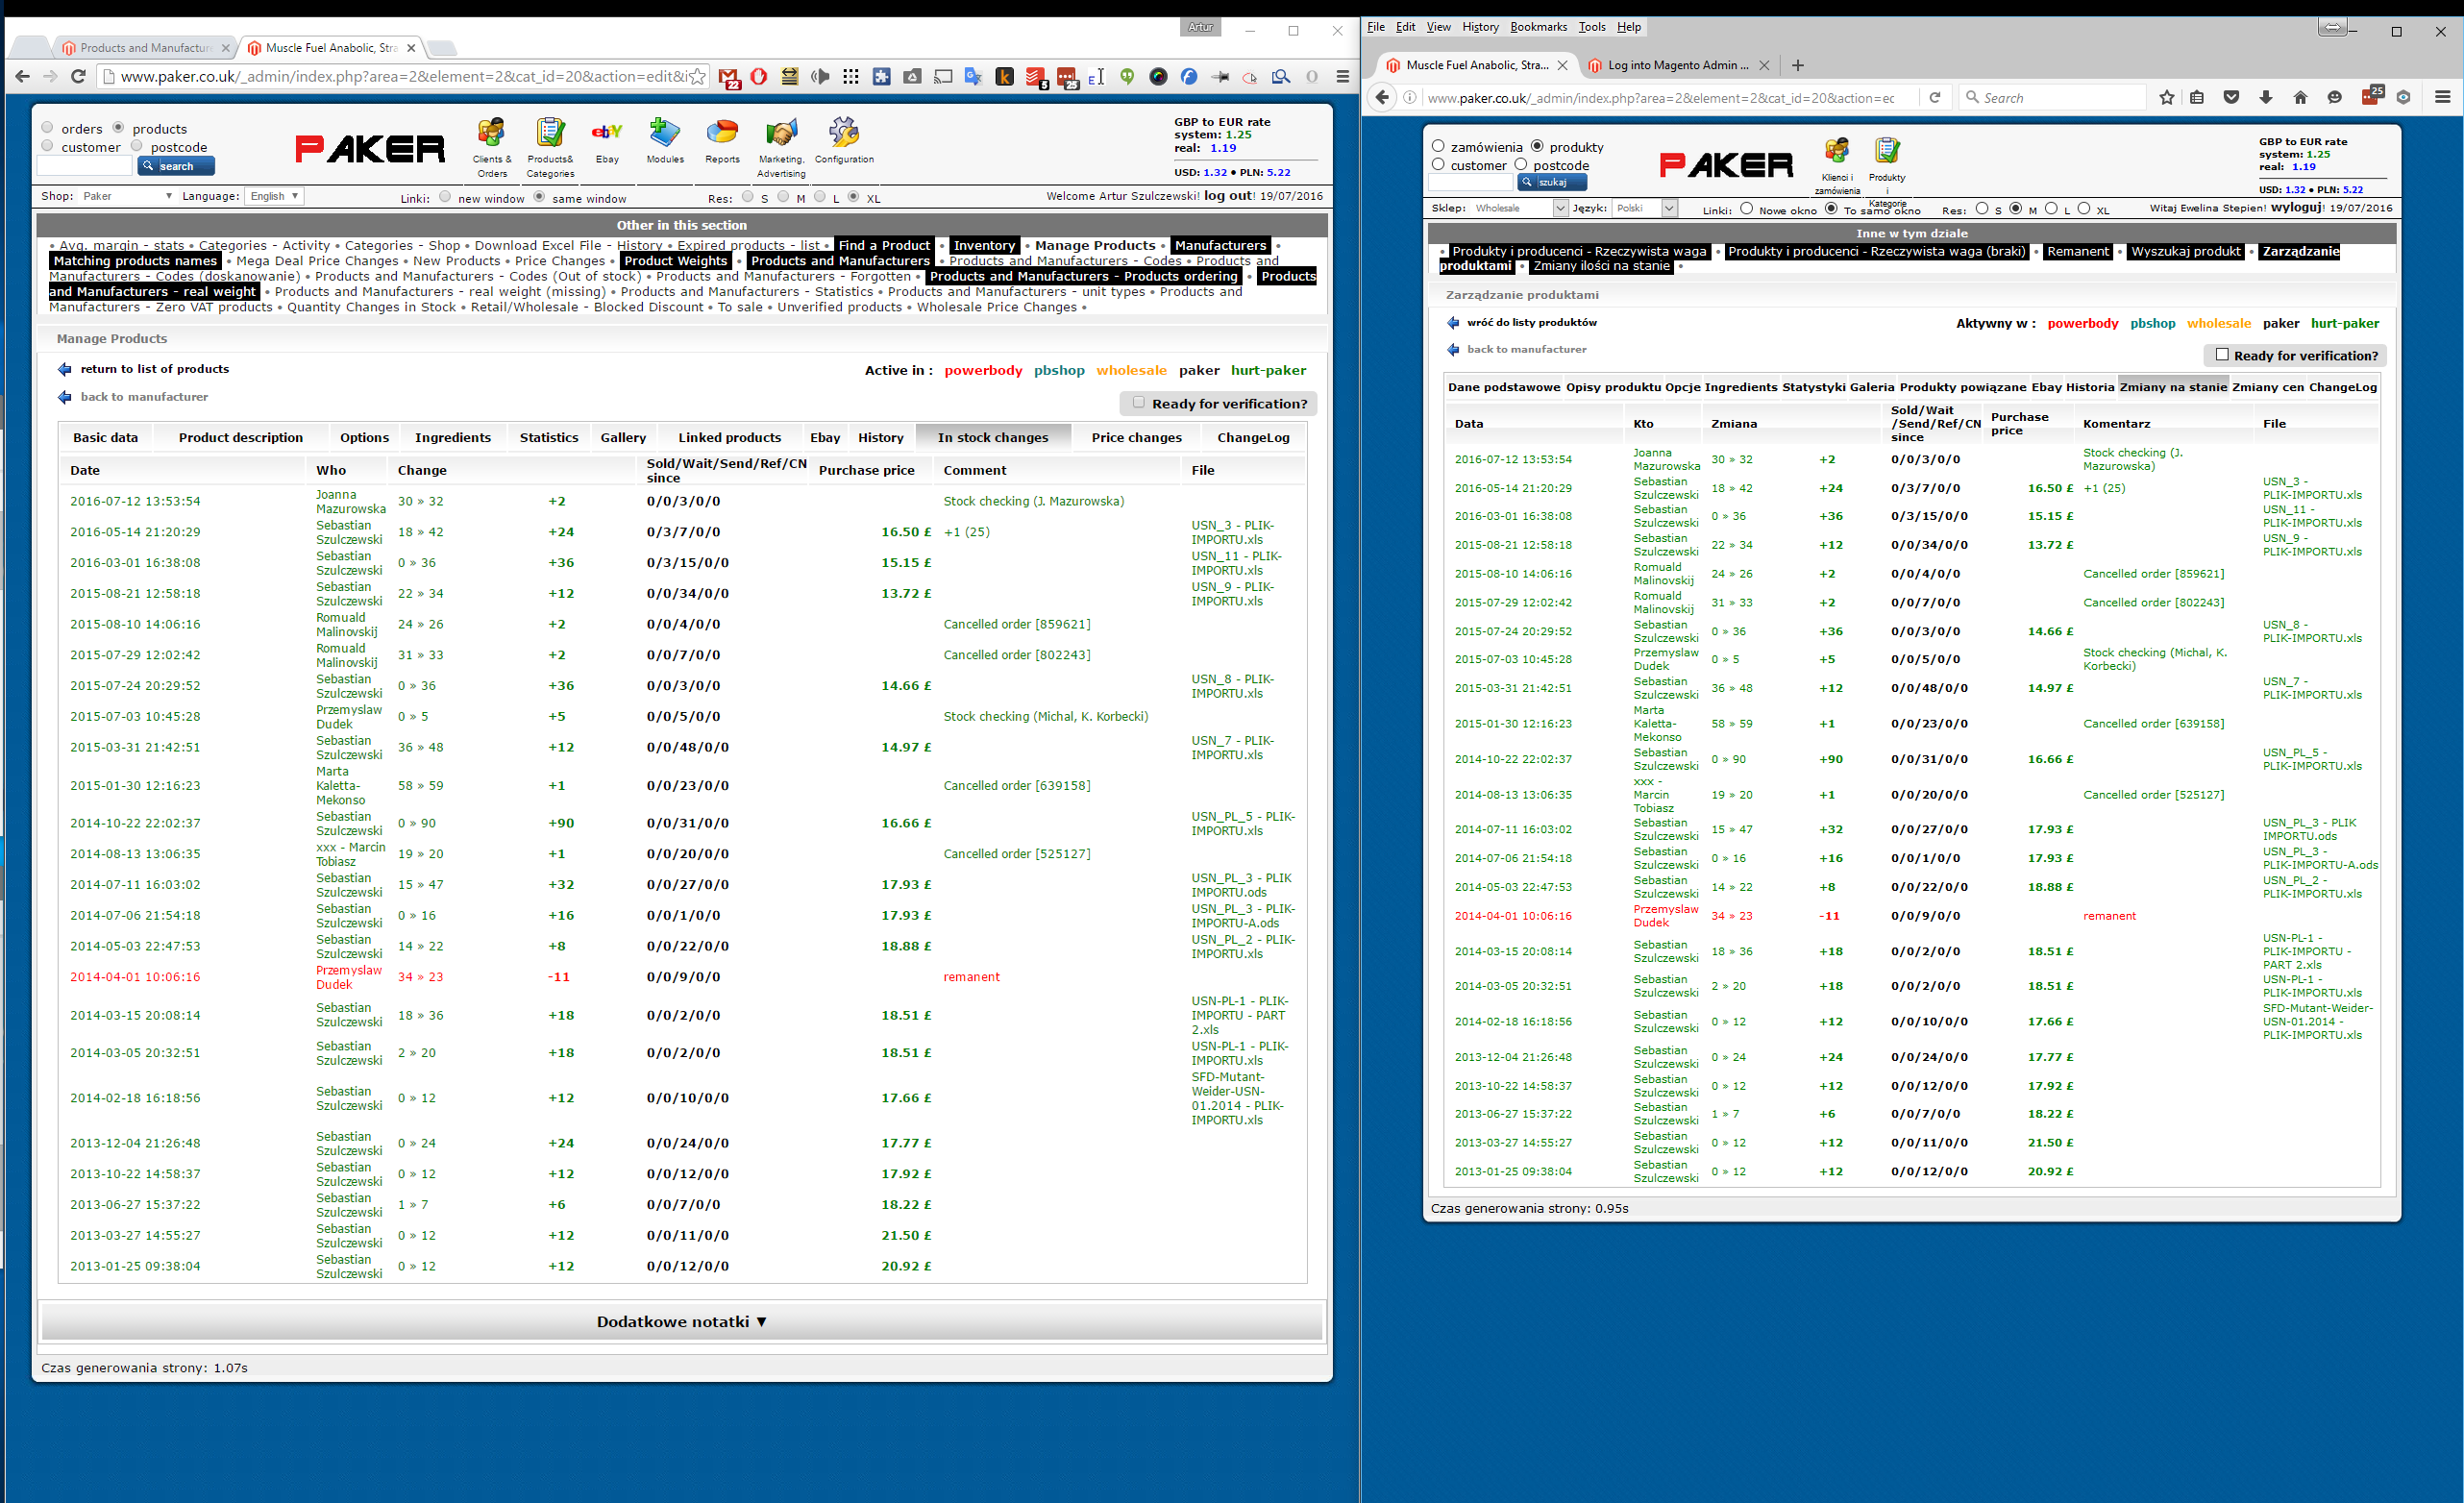 Artur
Products and Manufactur
Muscle Fuel Anabolic, Stra
www.paker.co.uk/_admin/index.php?area=2&element=2&cat_id=20&action=edit&i
22
5
25
orders products
customer postcode
search
PAKER
Clients & Orders
Products& Categories
Ebay
Modules
Reports
Marketing, Advertising
Configuration
GBP to EUR rate
system: 1.25
real: 1.19
USD: 1.32 • PLN: 5.22
Shop: Paker Language: English Linki: new window same window Res: S M L XL Welcome Artur Szulczewski! log out! 19/07/2016
Other in this section
• Avg. margin - stats • Categories - Activity • Categories - Shop • Download Excel File - History • Expired products - list • Find a Product • Inventory • Manage Products • Manufacturers •
Matching products names • Mega Deal Price Changes • New Products • Price Changes • Product Weights • Products and Manufacturers • Products and Manufacturers - Codes • Products and
Manufacturers - Codes (doskanowanie) • Products and Manufacturers - Codes (Out of stock) • Products and Manufacturers - Forgotten • Products and Manufacturers - Products ordering • Products
and Manufacturers - real weight • Products and Manufacturers - real weight (missing) • Products and Manufacturers - Statistics • Products and Manufacturers - unit types • Products and
Manufacturers - Zero VAT products • Quantity Changes in Stock • Retail/Wholesale - Blocked Discount • To sale • Unverified products • Wholesale Price Changes •
Manage Products
return to list of products
Active in : powerbody pbshop wholesale paker hurt-paker
back to manufacturer
Ready for verification?
Basic data Product description Options Ingredients Statistics Gallery Linked products Ebay History In stock changes Price changes ChangeLog
Date Who Change Sold/Wait/Send/Ref/CN since Purchase price Comment File
2016-07-12 13:53:54 Joanna Mazurowska 30 » 32 +2 0/0/3/0/0 Stock checking (J. Mazurowska)
2016-05-14 21:20:29 Sebastian Szulczewski 18 » 42 +24 0/3/7/0/0 16.50 £ +1 (25) USN_3 - PLIK-IMPORTU.xls
2016-03-01 16:38:08 Sebastian Szulczewski 0 » 36 +36 0/3/15/0/0 15.15 £ USN_11 - PLIK-IMPORTU.xls
2015-08-21 12:58:18 Sebastian Szulczewski 22 » 34 +12 0/0/34/0/0 13.72 £ USN_9 - PLIK-IMPORTU.xls
2015-08-10 14:06:16 Romuald Malinovskij 24 » 26 +2 0/0/4/0/0 Cancelled order [859621]
2015-07-29 12:02:42 Romuald Malinovskij 31 » 33 +2 0/0/7/0/0 Cancelled order [802243]
2015-07-24 20:29:52 Sebastian Szulczewski 0 » 36 +36 0/0/3/0/0 14.66 £ USN_8 - PLIK-IMPORTU.xls
2015-07-03 10:45:28 Przemyslaw Dudek 0 » 5 +5 0/0/5/0/0 Stock checking (Michal, K. Korbecki)
2015-03-31 21:42:51 Sebastian Szulczewski 36 » 48 +12 0/0/48/0/0 14.97 £ USN_7 - PLIK-IMPORTU.xls
2015-01-30 12:16:23 Marta Kaletta-Mekonso 58 » 59 +1 0/0/23/0/0 Cancelled order [639158]
2014-10-22 22:02:37 Sebastian Szulczewski 0 » 90 +90 0/0/31/0/0 16.66 £ USN_PL_5 - PLIK-IMPORTU.xls
2014-08-13 13:06:35 xxx - Marcin Tobiasz 19 » 20 +1 0/0/20/0/0 Cancelled order [525127]
2014-07-11 16:03:02 Sebastian Szulczewski 15 » 47 +32 0/0/27/0/0 17.93 £ USN_PL_3 - PLIK IMPORTU.ods
2014-07-06 21:54:18 Sebastian Szulczewski 0 » 16 +16 0/0/1/0/0 17.93 £ USN_PL_3 - PLIK-IMPORTU-A.ods
2014-05-03 22:47:53 Sebastian Szulczewski 14 » 22 +8 0/0/22/0/0 18.88 £ USN_PL_2 - PLIK-IMPORTU.xls
2014-04-01 10:06:16 Przemyslaw Dudek 34 » 23 -11 0/0/9/0/0 remanent
2014-03-15 20:08:14 Sebastian Szulczewski 18 » 36 +18 0/0/2/0/0 18.51 £ USN-PL-1 - PLIK-IMPORTU - PART 2.xls
2014-03-05 20:32:51 Sebastian Szulczewski 2 » 20 +18 0/0/2/0/0 18.51 £ USN-PL-1 - PLIK-IMPORTU.xls
2014-02-18 16:18:56 Sebastian Szulczewski 0 » 12 +12 0/0/10/0/0 17.66 £ SFD-Mutant-Weider-USN-01.2014 - PLIK-IMPORTU.xls
2013-12-04 21:26:48 Sebastian Szulczewski 0 » 24 +24 0/0/24/0/0 17.77 £
2013-10-22 14:58:37 Sebastian Szulczewski 0 » 12 +12 0/0/12/0/0 17.92 £
2013-06-27 15:37:22 Sebastian Szulczewski 1 » 7 +6 0/0/7/0/0 18.22 £
2013-03-27 14:55:27 Sebastian Szulczewski 0 » 12 +12 0/0/11/0/0 21.50 £
2013-01-25 09:38:04 Sebastian Szulczewski 0 » 12 +12 0/0/12/0/0 20.92 £
Dodatkowe notatki ▼
Czas generowania strony: 1.07s
File Edit View History Bookmarks Tools Help
Muscle Fuel Anabolic, Stra...
Log into Magento Admin ...
www.paker.co.uk/_admin/index.php?area=2&element=2&cat_id=20&action=ec
Search
25
zamówienia produkty
customer postcode
szukaj
PAKER
Klienci i zamówienia
Produkty i Kategorie
GBP to EUR rate
system: 1.25
real: 1.19
USD: 1.32 • PLN: 5.22
Sklep: Wholesale Język: Polski Linki: Nowe okno To samo okno Res: S M L XL Witaj Ewelina Stepien! wyloguj! 19/07/2016
Inne w tym dziale
• Produkty i producenci - Rzeczywista waga • Produkty i producenci - Rzeczywista waga (braki) • Remanent • Wyszukaj produkt • Zarządzanie
produktami • Zmiany ilości na stanie •
Zarządzanie produktami
wróć do listy produktów
Aktywny w : powerbody pbshop wholesale paker hurt-paker
back to manufacturer
Ready for verification?
Dane podstawowe Opisy produktu Opcje Ingredients Statystyki Galeria Produkty powiązane Ebay Historia Zmiany na stanie Zmiany cen ChangeLog
Data Kto Zmiana Sold/Wait /Send/Ref/CN since Purchase price Komentarz File
2016-07-12 13:53:54 Joanna Mazurowska 30 » 32 +2 0/0/3/0/0 Stock checking (J. Mazurowska)
2016-05-14 21:20:29 Sebastian Szulczewski 18 » 42 +24 0/3/7/0/0 16.50 £ +1 (25) USN_3 - PLIK-IMPORTU.xls
2016-03-01 16:38:08 Sebastian Szulczewski 0 » 36 +36 0/3/15/0/0 15.15 £ USN_11 - PLIK-IMPORTU.xls
2015-08-21 12:58:18 Sebastian Szulczewski 22 » 34 +12 0/0/34/0/0 13.72 £ USN_9 - PLIK-IMPORTU.xls
2015-08-10 14:06:16 Romuald Malinovskij 24 » 26 +2 0/0/4/0/0 Cancelled order [859621]
2015-07-29 12:02:42 Romuald Malinovskij 31 » 33 +2 0/0/7/0/0 Cancelled order [802243]
2015-07-24 20:29:52 Sebastian Szulczewski 0 » 36 +36 0/0/3/0/0 14.66 £ USN_8 - PLIK-IMPORTU.xls
2015-07-03 10:45:28 Przemyslaw Dudek 0 » 5 +5 0/0/5/0/0 Stock checking (Michal, K. Korbecki)
2015-03-31 21:42:51 Sebastian Szulczewski 36 » 48 +12 0/0/48/0/0 14.97 £ USN_7 - PLIK-IMPORTU.xls
2015-01-30 12:16:23 Marta Kaletta-Mekonso 58 » 59 +1 0/0/23/0/0 Cancelled order [639158]
2014-10-22 22:02:37 Sebastian Szulczewski 0 » 90 +90 0/0/31/0/0 16.66 £ USN_PL_5 - PLIK-IMPORTU.xls
2014-08-13 13:06:35 xxx - Marcin Tobiasz 19 » 20 +1 0/0/20/0/0 Cancelled order [525127]
2014-07-11 16:03:02 Sebastian Szulczewski 15 » 47 +32 0/0/27/0/0 17.93 £ USN_PL_3 - PLIK IMPORTU.ods
2014-07-06 21:54:18 Sebastian Szulczewski 0 » 16 +16 0/0/1/0/0 17.93 £ USN_PL_3 - PLIK-IMPORTU-A.ods
2014-05-03 22:47:53 Sebastian Szulczewski 14 » 22 +8 0/0/22/0/0 18.88 £ USN_PL_2 - PLIK-IMPORTU.xls
2014-04-01 10:06:16 Przemyslaw Dudek 34 » 23 -11 0/0/9/0/0 remanent
2014-03-15 20:08:14 Sebastian Szulczewski 18 » 36 +18 0/0/2/0/0 18.51 £ USN-PL-1 - PLIK-IMPORTU - PART 2.xls
2014-03-05 20:32:51 Sebastian Szulczewski 2 » 20 +18 0/0/2/0/0 18.51 £ USN-PL-1 - PLIK-IMPORTU.xls
2014-02-18 16:18:56 Sebastian Szulczewski 0 » 12 +12 0/0/10/0/0 17.66 £ SFD-Mutant-Weider-USN-01.2014 - PLIK-IMPORTU.xls
2013-12-04 21:26:48 Sebastian Szulczewski 0 » 24 +24 0/0/24/0/0 17.77 £
2013-10-22 14:58:37 Sebastian Szulczewski 0 » 12 +12 0/0/12/0/0 17.92 £
2013-06-27 15:37:22 Sebastian Szulczewski 1 » 7 +6 0/0/7/0/0 18.22 £
2013-03-27 14:55:27 Sebastian Szulczewski 0 » 12 +12 0/0/11/0/0 21.50 £
2013-01-25 09:38:04 Sebastian Szulczewski 0 » 12 +12 0/0/12/0/0 20.92 £
Czas generowania strony: 0.95s